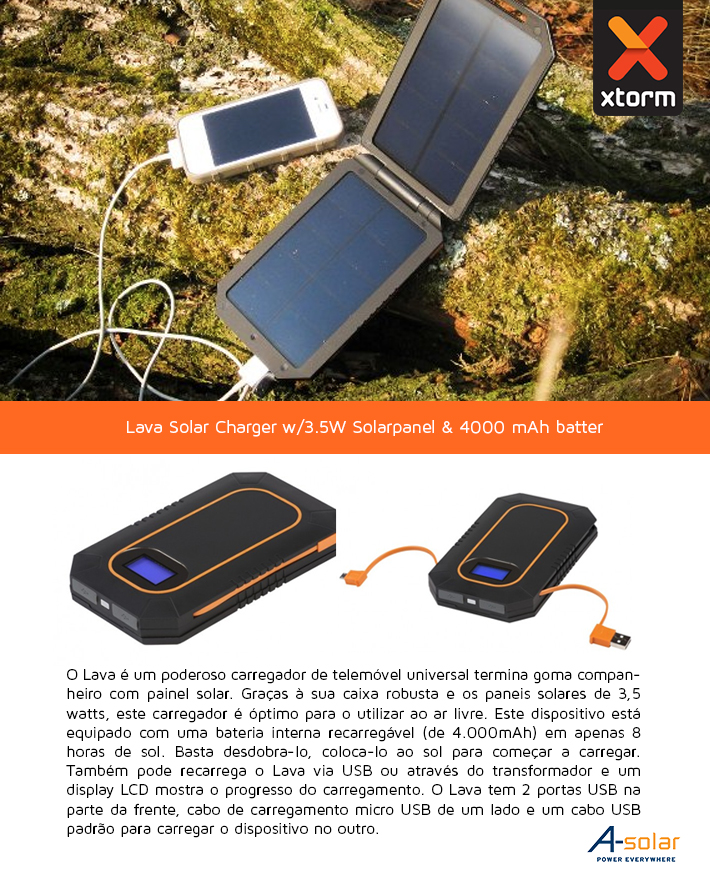 xtorm
Lava Solar Charger w/3.5W Solarpanel & 4000 mAh batter
O Lava é um poderoso carregador de telemóvel universal termina goma compan-
heiro com painel solar. Graças à sua caixa robusta e os paneis solares de 3,5
watts, este carregador é óptimo para o utilizar ao ar livre. Este dispositivo está
equipado com uma bateria interna recarregável (de 4.000mAh) em apenas 8
horas de sol. Basta desdobra-lo, coloca-lo ao sol para começar a carregar.
Também pode recarrega o Lava via USB ou através do transformador e um
display LCD mostra o progresso do carregamento. O Lava tem 2 portas USB na
parte da frente, cabo de carregamento micro USB de um lado e um cabo USB
padrão para carregar o dispositivo no outro.
A-solar
POWER EVERYWHERE